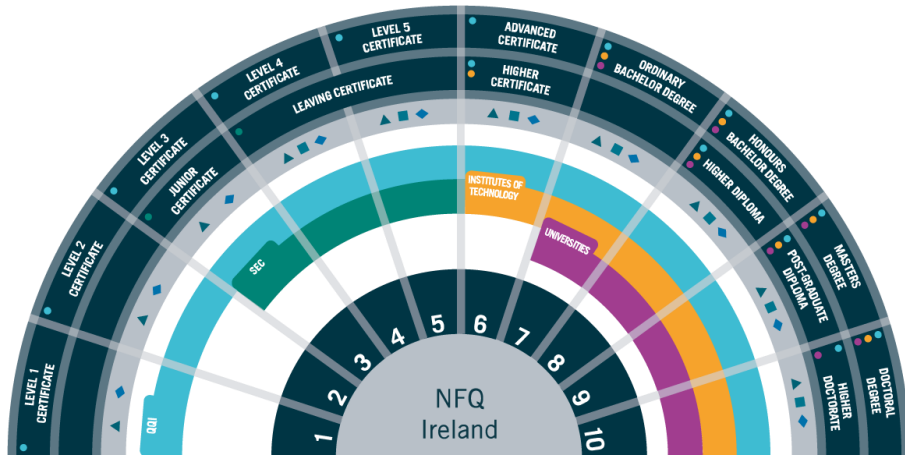 LEVEL 1
CERTIFICATE
LEVEL 2
CERTIFICATE
LEVEL 3
CERTIFICATE
LEVEL 4
CERTIFICATE
LEVEL 5
CERTIFICATE
ADVANCED
CERTIFICATE
ORDINARY
BACHELOR DEGREE
HONOURS
BACHELOR DEGREE
MASTERS
DEGREE
DOCTORAL
DEGREE
JUNIOR
CERTIFICATE
LEAVING CERTIFICATE
HIGHER
CERTIFICATE
HIGHER DIPLOMA
POST-GRADUATE
DIPLOMA
HIGHER
DOCTORATE
QQI
SEC
INSTITUTES OF
TECHNOLOGY
UNIVERSITIES
1
2
3
4
5
6
7
8
9
10
NFQ
Ireland